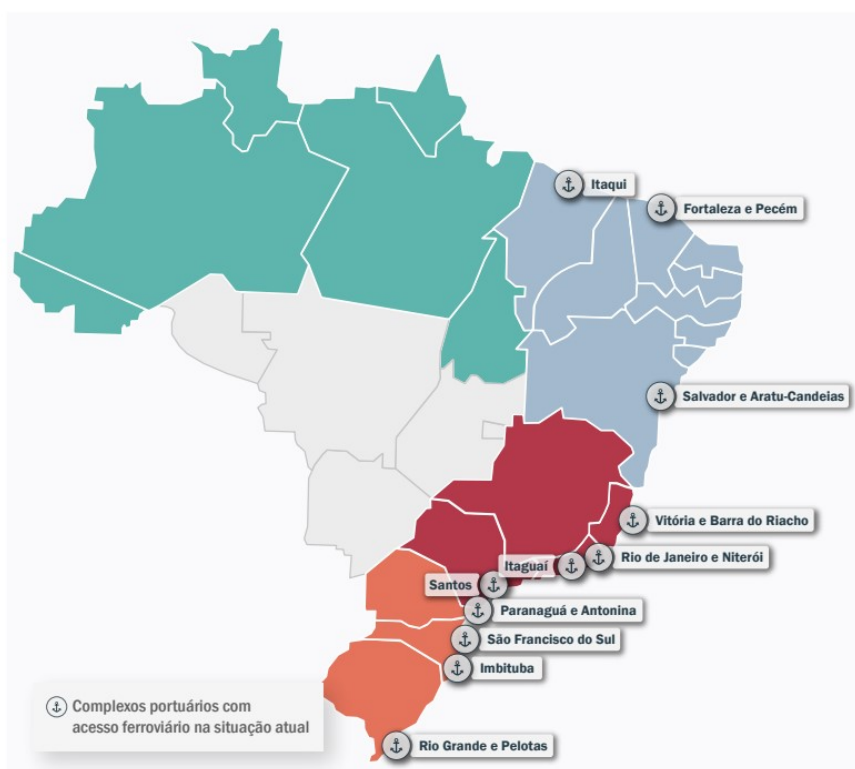 Itaqui
Fortaleza e Pecém
Salvador e Aratu-Candeias
Vitória e Barra do Riacho
Rio de Janeiro e Niterói
Itaguaí
Santos
Paranaguá e Antonina
São Francisco do Sul
Imbituba
Rio Grande e Pelotas
Complexos portuários com
acesso ferroviário na situação atual